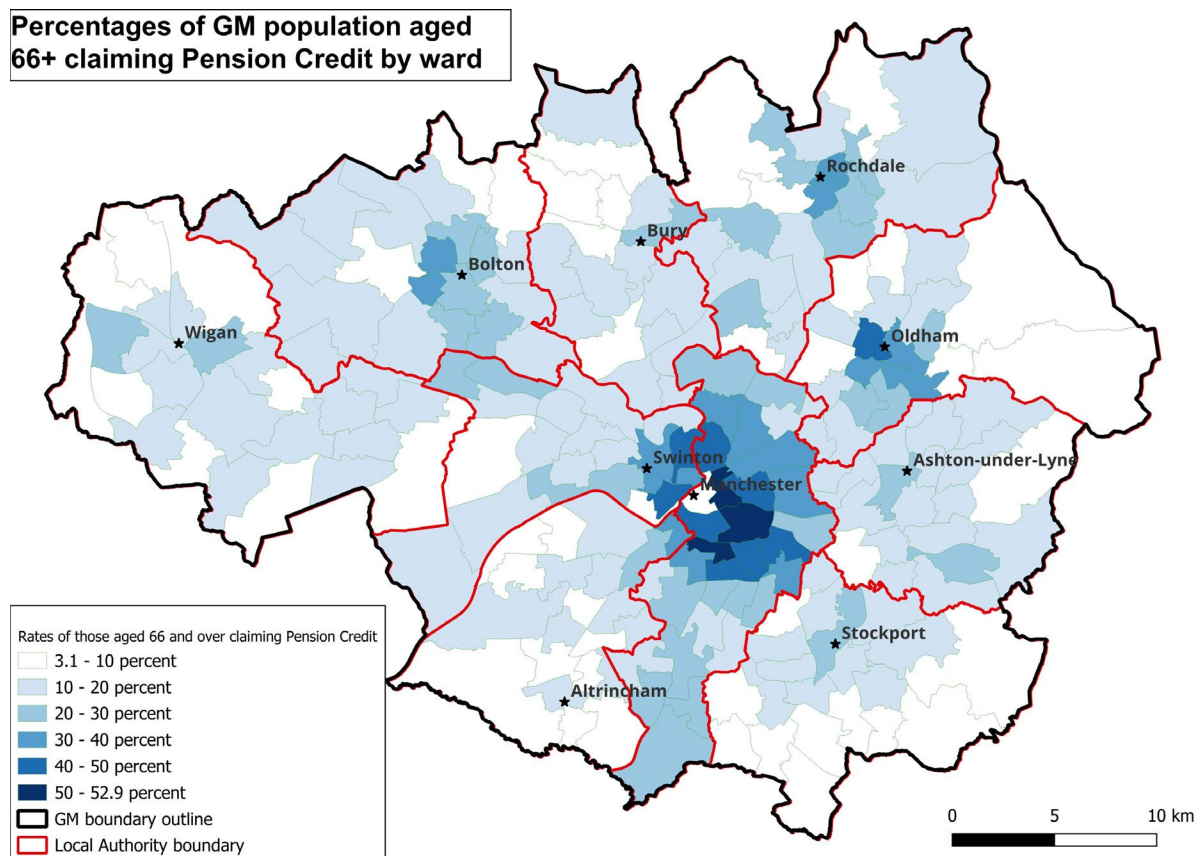 Percentages of GM population aged
66+ claiming Pension Credit by ward
Rochdale
Bury
Bolton
Wigan
Oldham
Swinton
Ashton-under-Lyne
Manchester
Stockport
Altrincham
Rates of those aged 66 and over claiming Pension Credit
3.1 - 10 percent
10 - 20 percent
20 - 30 percent
30 - 40 percent
40 - 50 percent
50 - 52.9 percent
GM boundary outline
Local Authority boundary
0 5 10 km